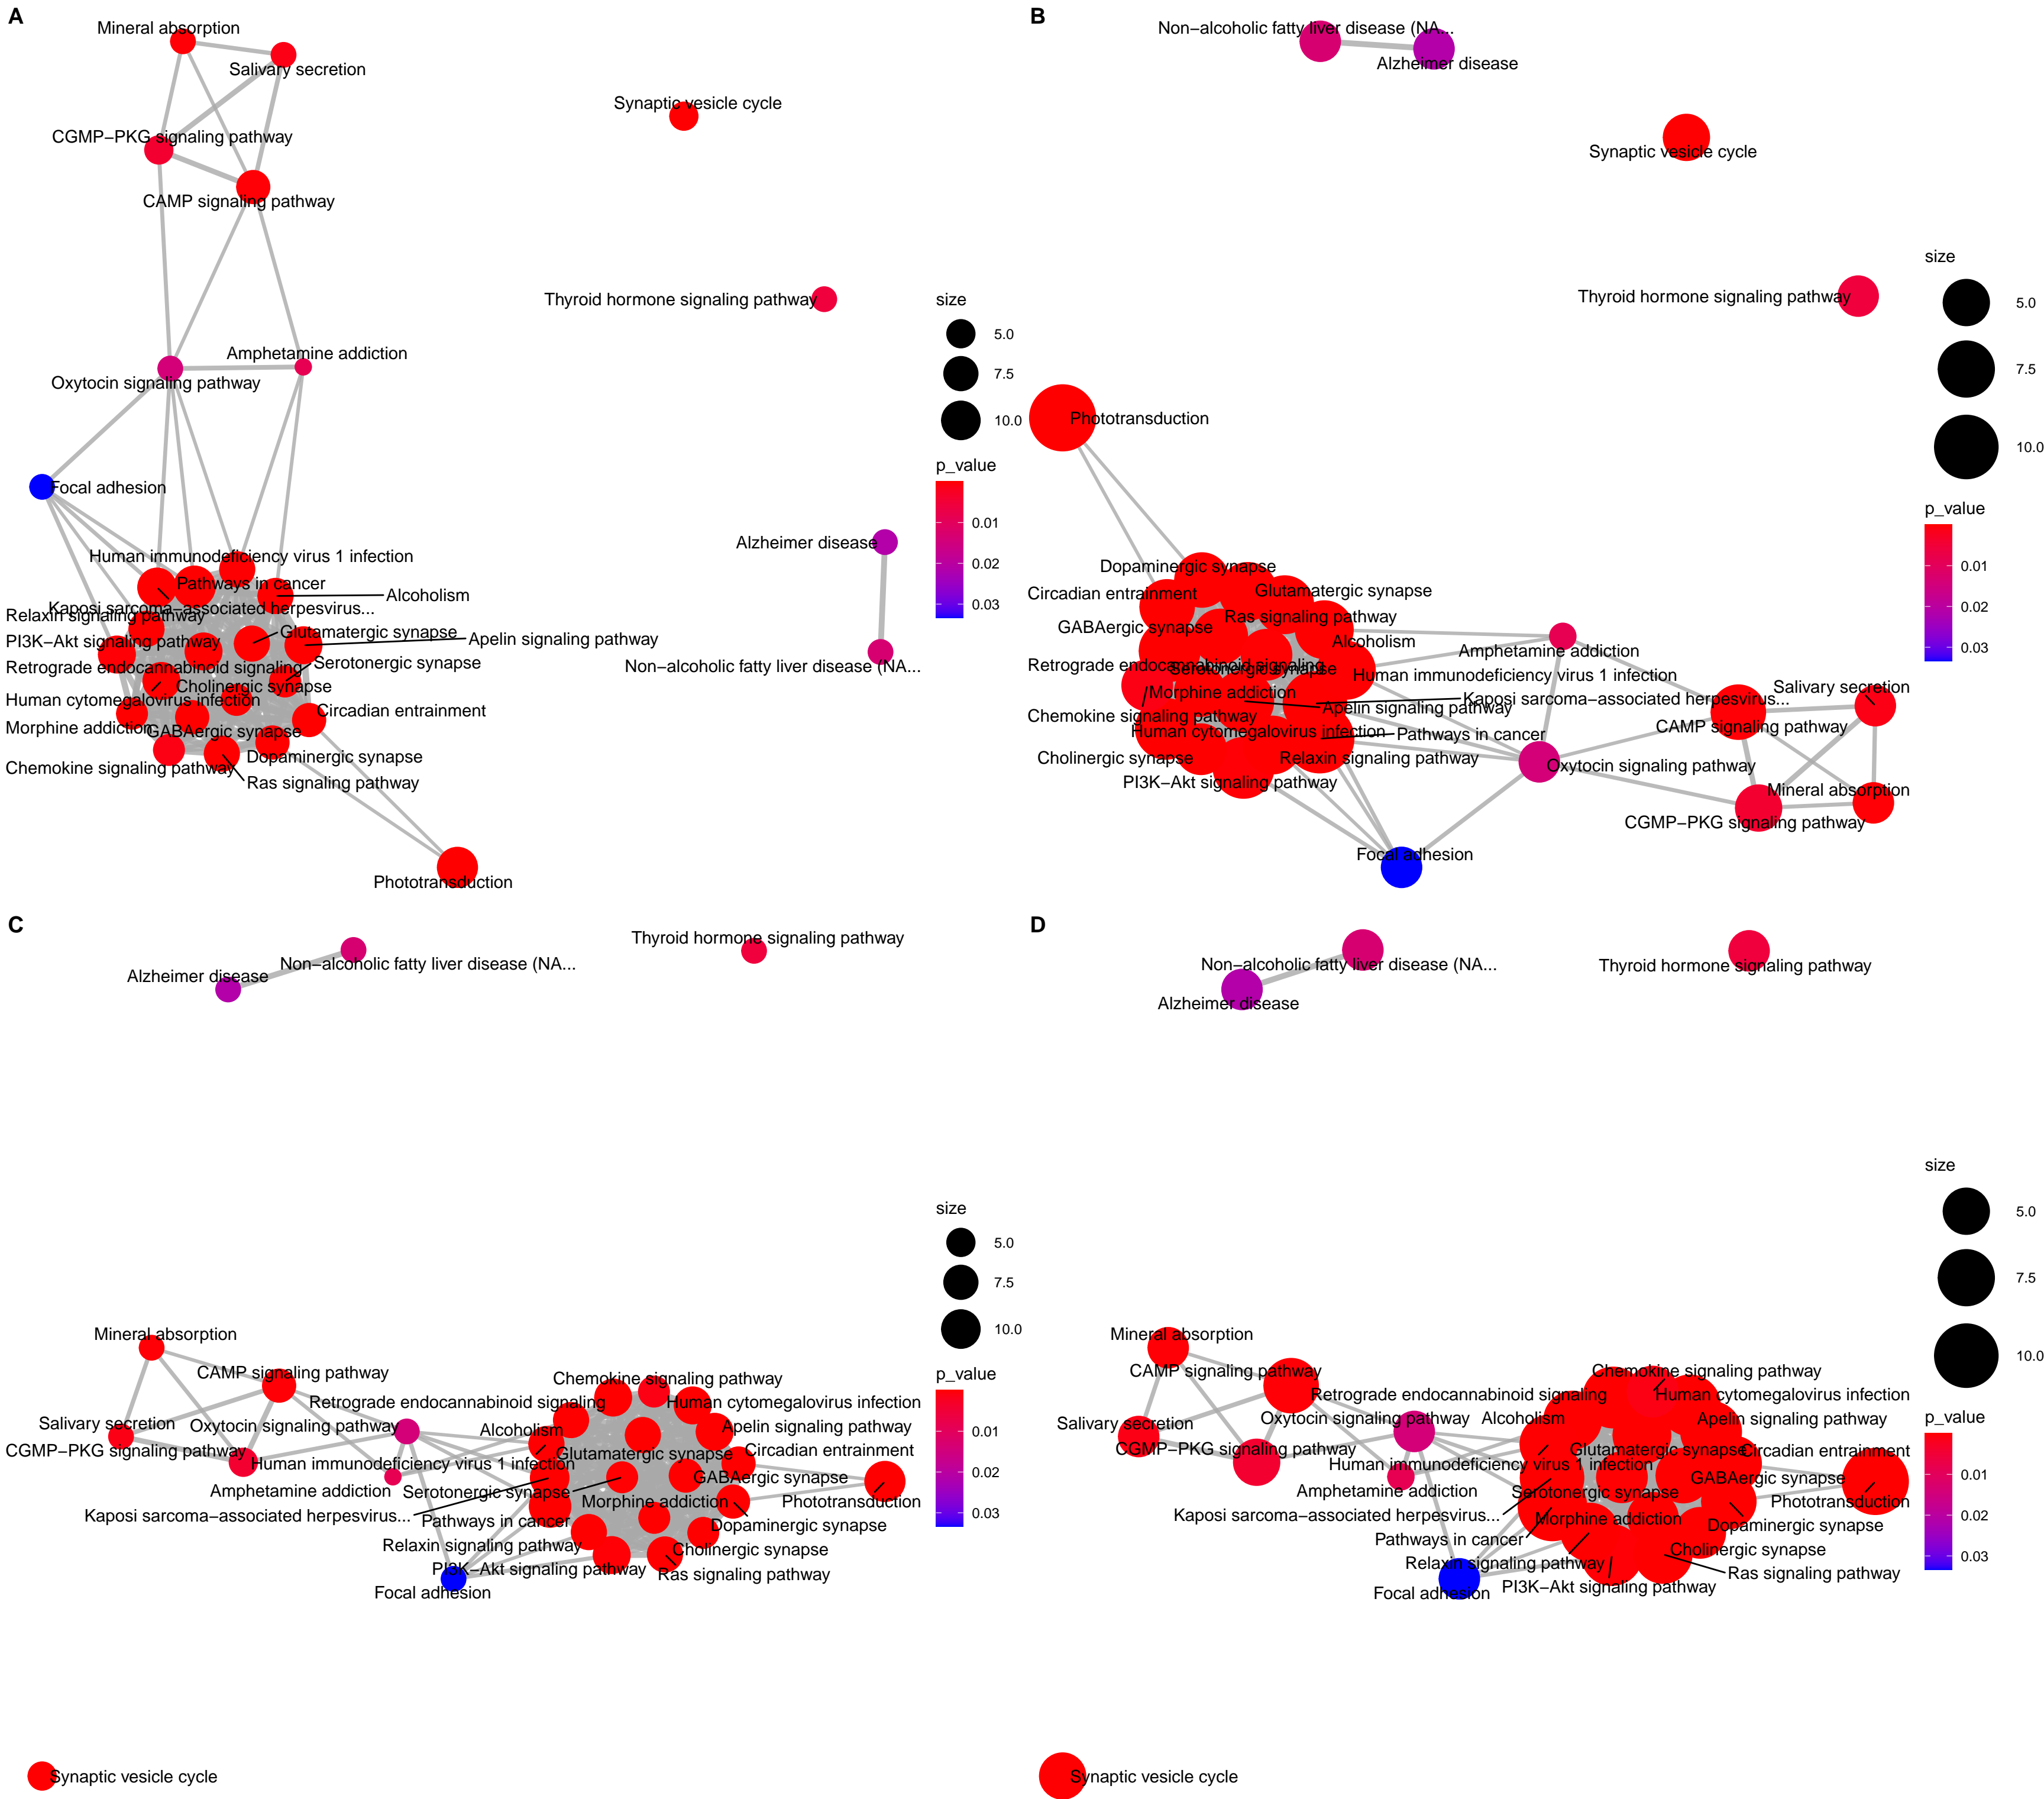 A
Mineral absorption
Salivary secretion
Synaptic vesicle cycle
CGMP−PKG signaling pathway
CAMP signaling pathway
Thyroid hormone signaling pathway
Amphetamine addiction
Oxytocin signaling pathway
Focal adhesion
Alzheimer disease
Human immunodeficiency virus 1 infection
Pathways in cancer
Alcoholism
Kaposi sarcoma−associated herpesvirus...
Relaxin signaling pathway
Glutamatergic synapse
PI3K−Akt signaling pathway
Apelin signaling pathway
Retrograde endocannabinoid signaling
Serotonergic synapse
Non−alcoholic fatty liver disease (NA...
Cholinergic synapse
Human cytomegalovirus infection
Circadian entrainment
Morphine addiction
GABAergic synapse
Dopaminergic synapse
Chemokine signaling pathway
Ras signaling pathway
Phototransduction
size
5.0
7.5
10.0
p_value
0.01
0.02
0.03
B
Non−alcoholic fatty liver disease (NA...
Alzheimer disease
Synaptic vesicle cycle
Thyroid hormone signaling pathway
Phototransduction
Dopaminergic synapse
Circadian entrainment
Glutamatergic synapse
Ras signaling pathway
GABAergic synapse
Alcoholism
Amphetamine addiction
Retrograde endocannabinoid signaling
Serotonergic synapse
Human immunodeficiency virus 1 infection
Morphine addiction
Kaposi sarcoma−associated herpesvirus...
Salivary secretion
Apelin signaling pathway
Chemokine signaling pathway
CAMP signaling pathway
Human cytomegalovirus infection
Pathways in cancer
Cholinergic synapse
Relaxin signaling pathway
Oxytocin signaling pathway
PI3K−Akt signaling pathway
Mineral absorption
CGMP−PKG signaling pathway
Focal adhesion
size
5.0
7.5
10.0
p_value
0.01
0.02
0.03
C
Thyroid hormone signaling pathway
Non−alcoholic fatty liver disease (NA...
Alzheimer disease
Mineral absorption
CAMP signaling pathway
Chemokine signaling pathway
Retrograde endocannabinoid signaling
Human cytomegalovirus infection
Salivary secretion
Oxytocin signaling pathway
Alcoholism
Apelin signaling pathway
CGMP−PKG signaling pathway
Glutamatergic synapse
Circadian entrainment
Human immunodeficiency virus 1 infection
GABAergic synapse
Amphetamine addiction
Serotonergic synapse
Morphine addiction
Phototransduction
Kaposi sarcoma−associated herpesvirus...
Pathways in cancer
Dopaminergic synapse
Relaxin signaling pathway
Cholinergic synapse
PI3K−Akt signaling pathway
Ras signaling pathway
Focal adhesion
Synaptic vesicle cycle
size
5.0
7.5
10.0
p_value
0.01
0.02
0.03
D
Non−alcoholic fatty liver disease (NA...
Thyroid hormone signaling pathway
Alzheimer disease
Mineral absorption
CAMP signaling pathway
Chemokine signaling pathway
Retrograde endocannabinoid signaling
Human cytomegalovirus infection
Salivary secretion
Oxytocin signaling pathway
Alcoholism
Apelin signaling pathway
CGMP−PKG signaling pathway
Glutamatergic synapse
Circadian entrainment
Human immunodeficiency virus 1 infection
GABAergic synapse
Amphetamine addiction
Serotonergic synapse
Phototransduction
Kaposi sarcoma−associated herpesvirus...
Morphine addiction
Dopaminergic synapse
Pathways in cancer
Cholinergic synapse
Relaxin signaling pathway
Ras signaling pathway
Focal adhesion
PI3K−Akt signaling pathway
Synaptic vesicle cycle
size
5.0
7.5
10.0
p_value
0.01
0.02
0.03